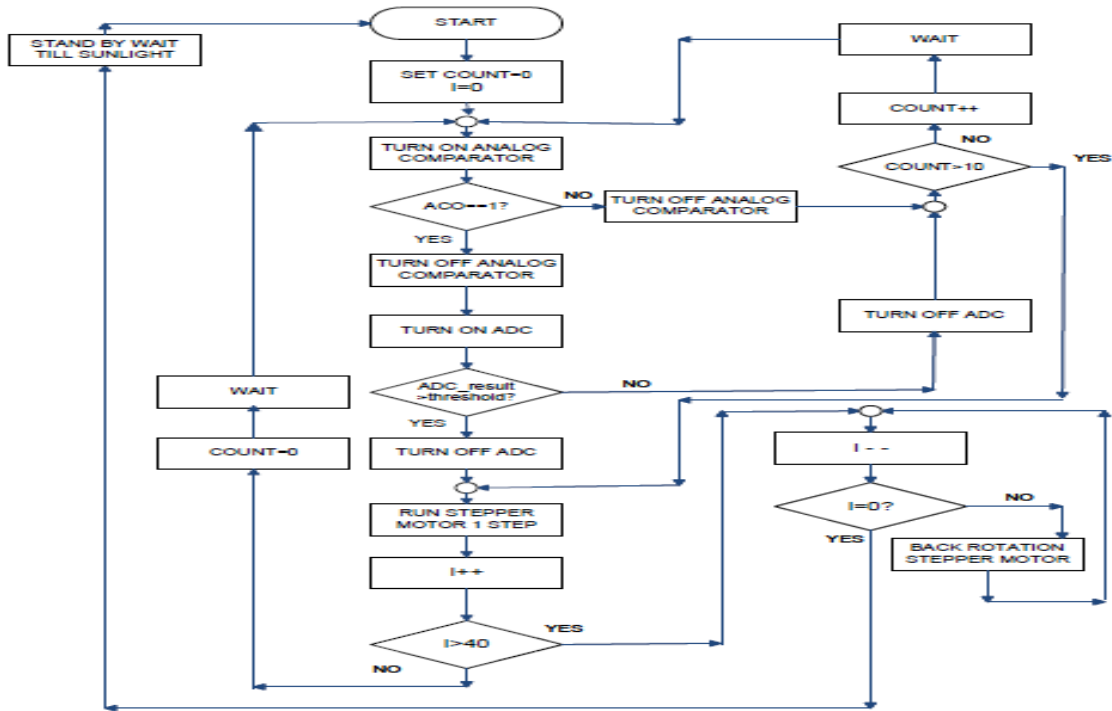 START
STAND BY WAIT
TILL SUNLIGHT
WAIT
SET COUNT=0
I=0
COUNT++
NO
YES
TURN ON ANALOG
COMPARATOR
COUNT>10
ACO==1?
NO
TURN OFF ANALOG
COMPARATOR
YES
TURN OFF ANALOG
COMPARATOR
TURN ON ADC
TURN OFF ADC
WAIT
ADC_result
>threshold?
NO
YES
COUNT=0
TURN OFF ADC
I - -
RUN STEPPER
MOTOR 1 STEP
I=0?
NO
YES
BACK ROTATION
STEPPER MOTOR
I++
I>40
YES
NO